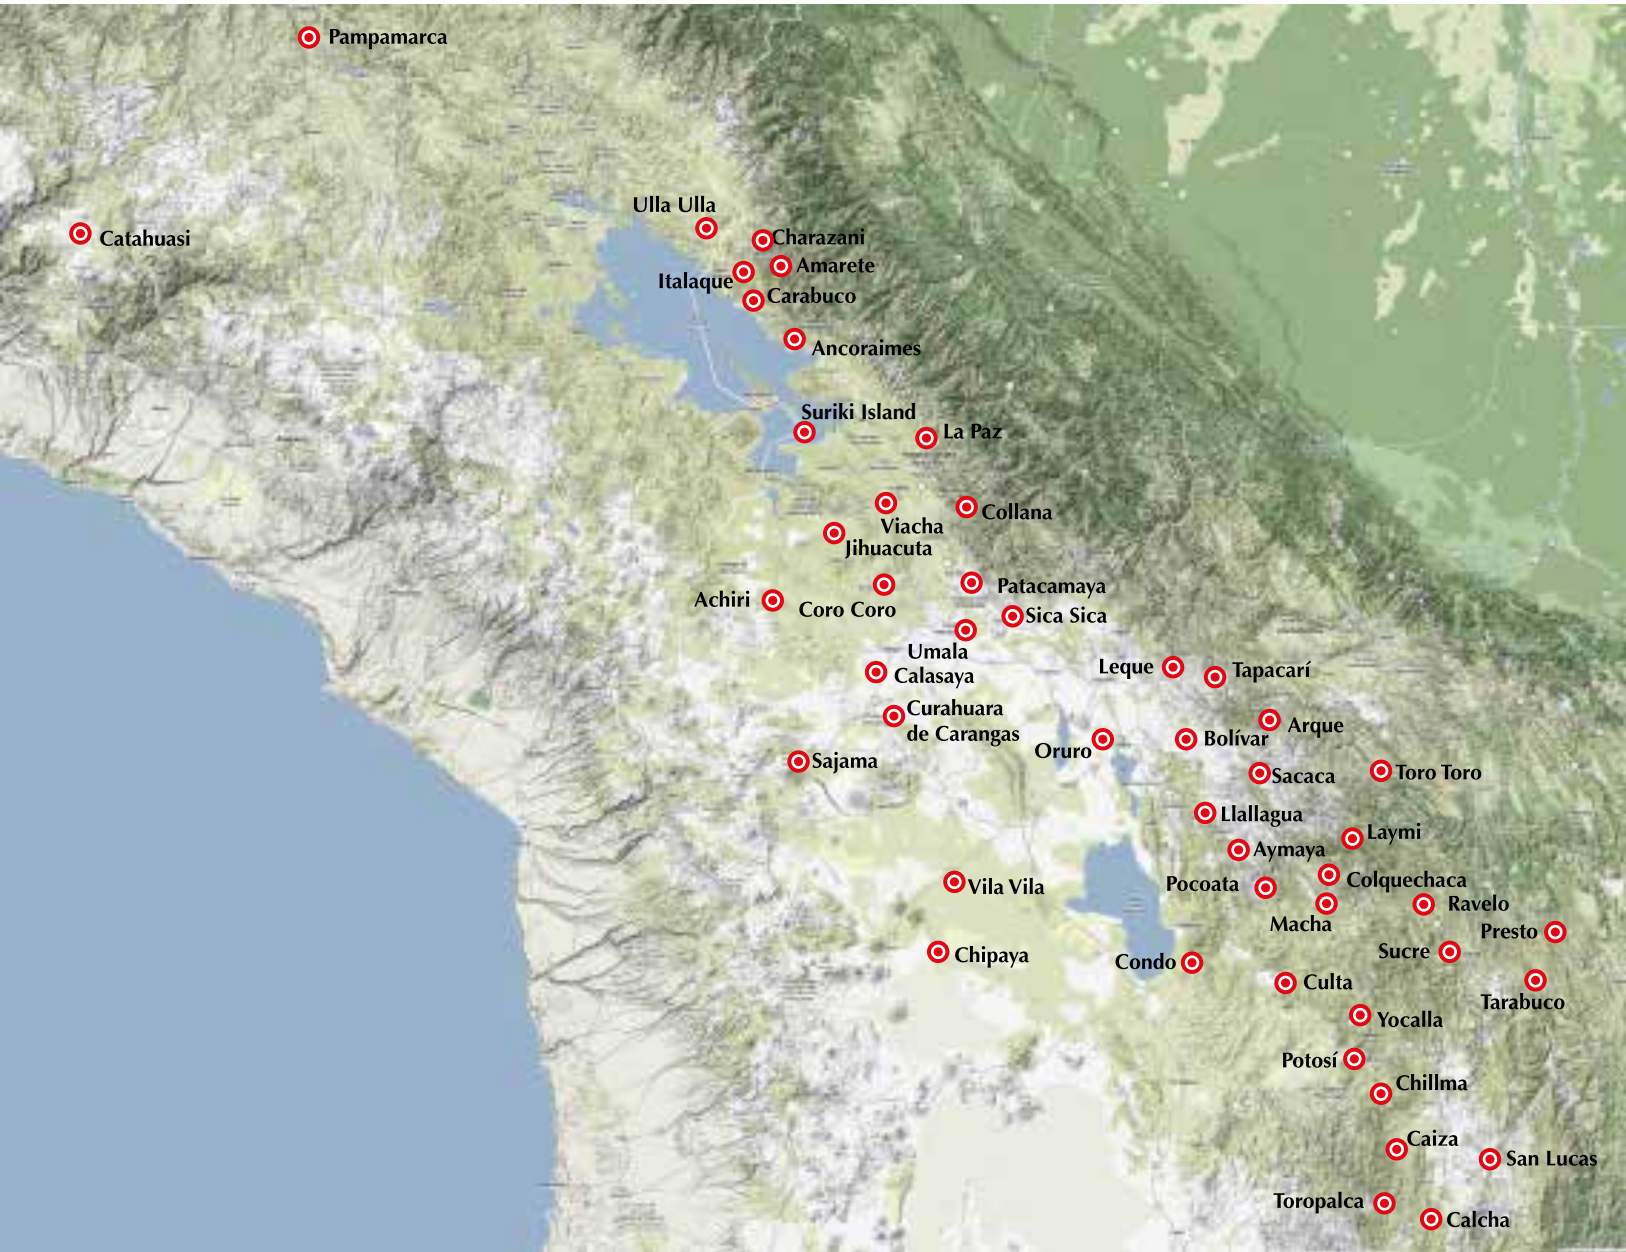 Pampamarca
Catahuasi
Ulla Ulla
Charazani
Amarete
Italaque
Carabuco
Ancoraimes
Suriki Island
La Paz
Collana
Viacha
Jihuacuta
Patacamaya
Achiri
Coro Coro
Sica Sica
Umala
Calasaya
Leque
Tapacarí
Curahuara
de Carangas
Arque
Bolívar
Oruro
Sajama
Sacaca
Toro Toro
Llallagua
Laymi
Aymaya
Colquechaca
Pocoata
Vila Vila
Ravelo
Macha
Presto
Sucre
Chipaya
Condo
Culta
Tarabuco
Yocalla
Potosí
Chillma
Caiza
San Lucas
Toropalca
Calcha